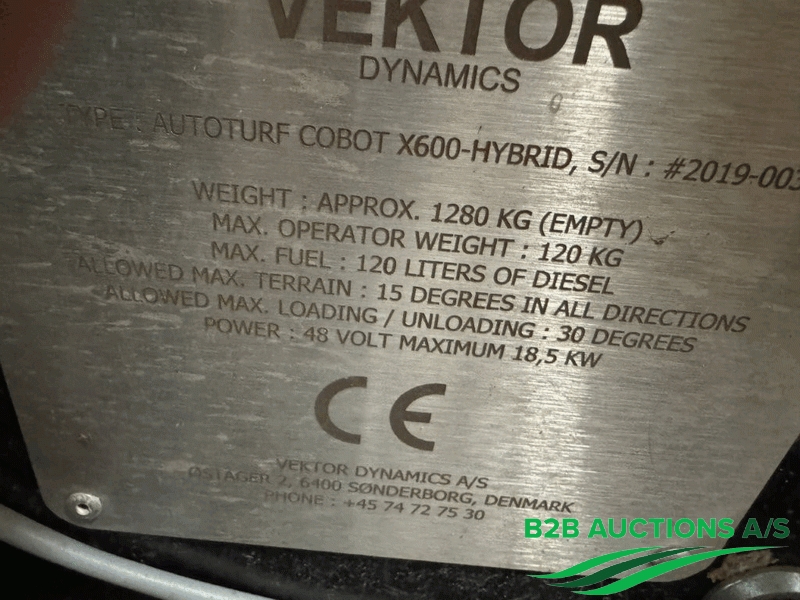 VEKTOR
DYNAMICS
TYPE : AUTOTURF COBOT X600-HYBRID, S/N : #2019-003
WEIGHT : APPROX. 1280 KG (EMPTY)
MAX. OPERATOR WEIGHT : 120 KG
MAX. FUEL : 120 LITERS OF DIESEL
ALLOWED MAX. TERRAIN : 15 DEGREES IN ALL DIRECTIONS
ALLOWED MAX. LOADING / UNLOADING : 30 DEGREES
POWER : 48 VOLT MAXIMUM 18,5 KW
CE
VEKTOR DYNAMICS A/S
ØSTAGER 2, 6400 SØNDERBORG, DENMARK
PHONE : +45 74 72 75 30
B2B AUCTIONS A/S